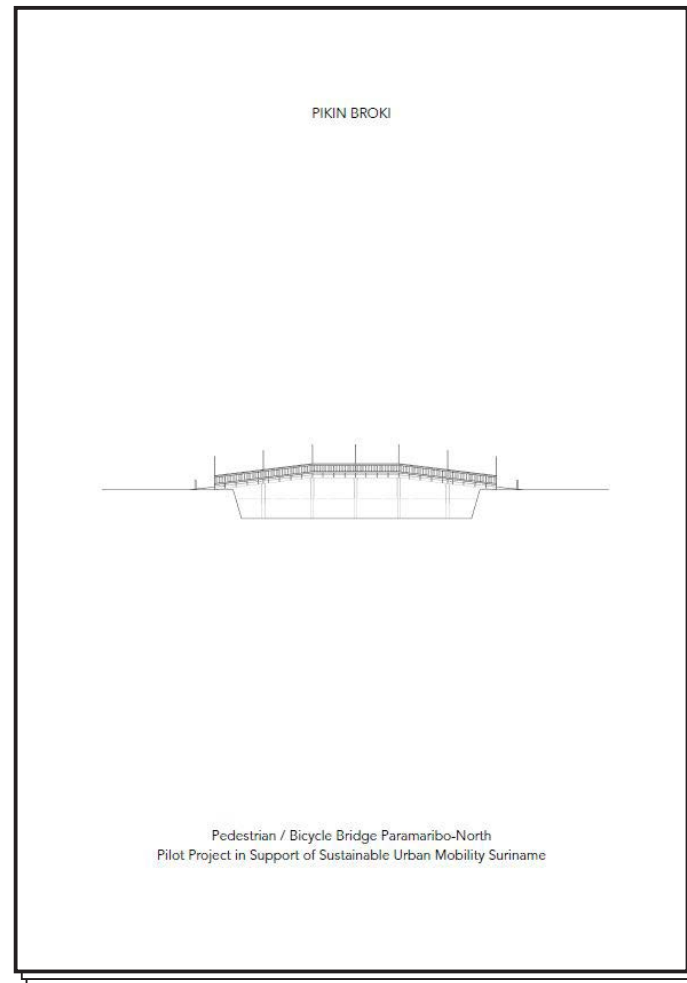 PIKIN BROKI
Pedestrian / Bicycle Bridge Paramaribo-North
Pilot Project in Support of Sustainable Urban Mobility Suriname